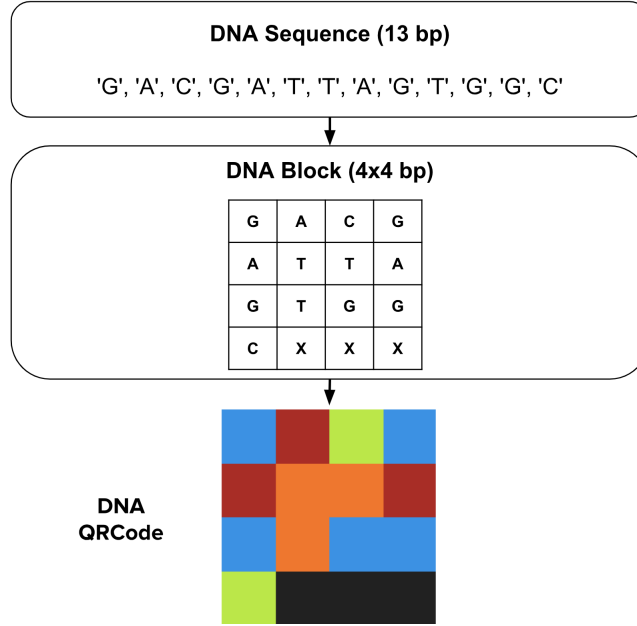 DNA Sequence (13 bp)
'G', 'A', 'C', 'G', 'A', 'T', 'T', 'A', 'G', 'T', 'G', 'G', 'C'
DNA Block (4x4 bp)
G A C G
A T T A
G T G G
C X X X
DNA
QRCode